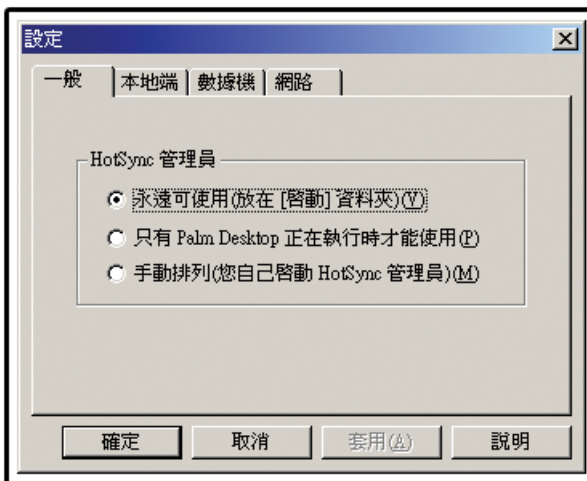 設定
一般 本地端 數據機 網路
HotSync 管理員
永遠可使用(放在 [啓動] 資料夾)(V)
只有 Palm Desktop 正在執行時才能使用(P)
手動排列(您自己啓動 HotSync 管理員)(M)
確定 取消 套用(A) 說明